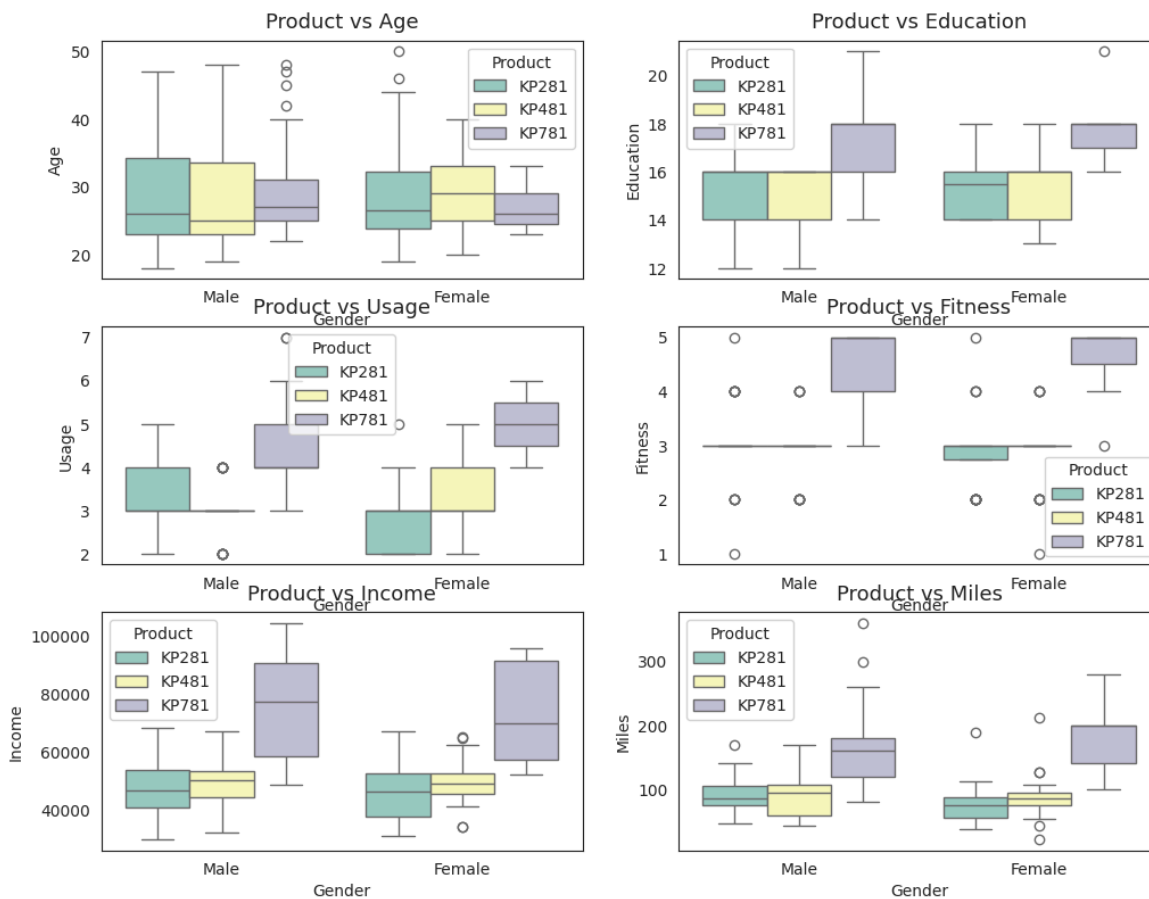 Product vs Age
50
40
30
20
Age
Product
KP281
KP481
KP781
Male
Female
Gender
Product vs Education
20
18
16
14
12
Education
Product
KP281
KP481
KP781
Male
Female
Gender
Product vs Usage
7
6
5
4
3
2
Usage
Product
KP281
KP481
KP781
Male
Female
Gender
Product vs Fitness
5
4
3
2
1
Fitness
Product
KP281
KP481
KP781
Male
Female
Gender
Product vs Income
100000
80000
60000
40000
Income
Product
KP281
KP481
KP781
Male
Female
Gender
Product vs Miles
300
200
100
Miles
Product
KP281
KP481
KP781
Male
Female
Gender